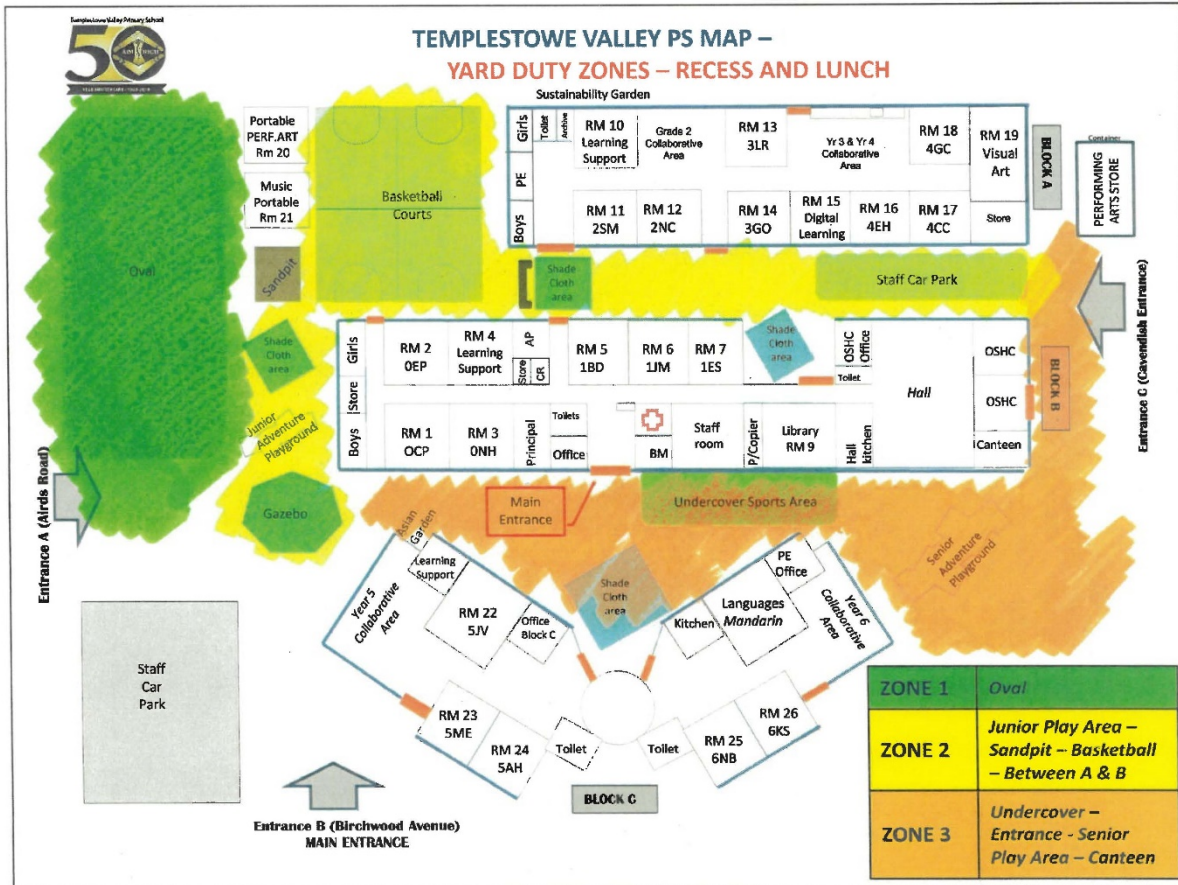 Templestowe Valley Primary School
50
AIM HIGH
TEMPLESTOWE VALLEY PS MAP –
YARD DUTY ZONES – RECESS AND LUNCH
Sustainability Garden
Portable
PERF.ART
Rm 20
Music
Portable
Rm 21
Basketball
Courts
Oval
Sandpit
Girls
Toilet
Archive
PE
Boys
RM 10
Learning
Support
Grade 2
Collaborative
Area
RM 13
3LR
Yr 3 & Yr 4
Collaborative
Area
RM 18
4GC
RM 19
Visual
Art
RM 11
2SM
RM 12
2NC
RM 14
3GO
RM 15
Digital
Learning
RM 16
4EH
RM 17
4CC
Store
BLOCK A
Container
PERFORMING
ARTS STORE
Shade
Cloth
area
Staff Car Park
Shade
Cloth
area
Girls
Store
Boys
RM 2
0EP
RM 4
Learning
Support
AP
Store
CR
RM 5
1BD
RM 6
1JM
RM 7
1ES
Shade
Cloth
area
OSHC
Office
Toilet
Hall
OSHC
OSHC
Canteen
BLOCK B
Entrance C (Cavendish Entrance)
RM 1
OCP
RM 3
0NH
Principal
Toilets
Office
BM
Staff
room
P/Copier
Library
RM 9
Hall
kitchen
Junior
Adventure
Playground
Gazebo
Entrance A (Airds Road)
Main
Entrance
Undercover Sports Area
Senior
Adventure
Playground
Asian
Garden
Learning
Support
Year 5
Collaborative
Area
RM 22
5JV
Office
Block C
Shade
Cloth
area
PE
Office
Languages
Mandarin
Kitchen
Year 6
Collaborative
Area
RM 23
5ME
RM 24
5AH
Toilet
Toilet
RM 25
6NB
RM 26
6KS
BLOCK C
Staff
Car
Park
Entrance B (Birchwood Avenue)
MAIN ENTRANCE
ZONE 1
Oval
ZONE 2
Junior Play Area –
Sandpit – Basketball
– Between A & B
ZONE 3
Undercover –
Entrance - Senior
Play Area – Canteen